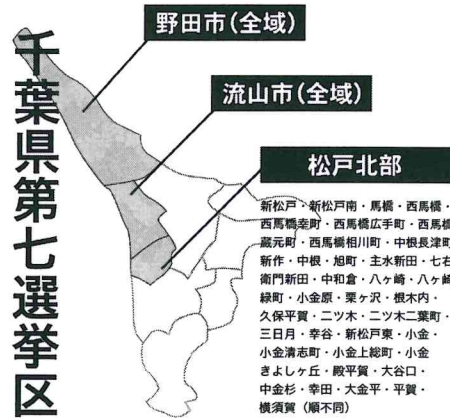 千葉県第七選挙区
野田市(全域)
流山市(全域)
松戸北部
新松戸・新松戸南・馬橋・西馬橋・
西馬橋幸町・西馬橋広手町・西馬橋
蔵元町・西馬橋相川町・中根長津町
新作・中根・旭町・主水新田・七右
衛門新田・中和倉・八ヶ崎・八ヶ崎
緑町・小金原・栗ヶ沢・根木内・
久保平賀・二ツ木・二ツ木二葉町・
三日月・幸谷・新松戸東・小金・
小金清志町・小金上総町・小金
きよしヶ丘・殿平賀・大谷口・
中金杉・幸田・大金平・平賀・
横須賀（順不同）